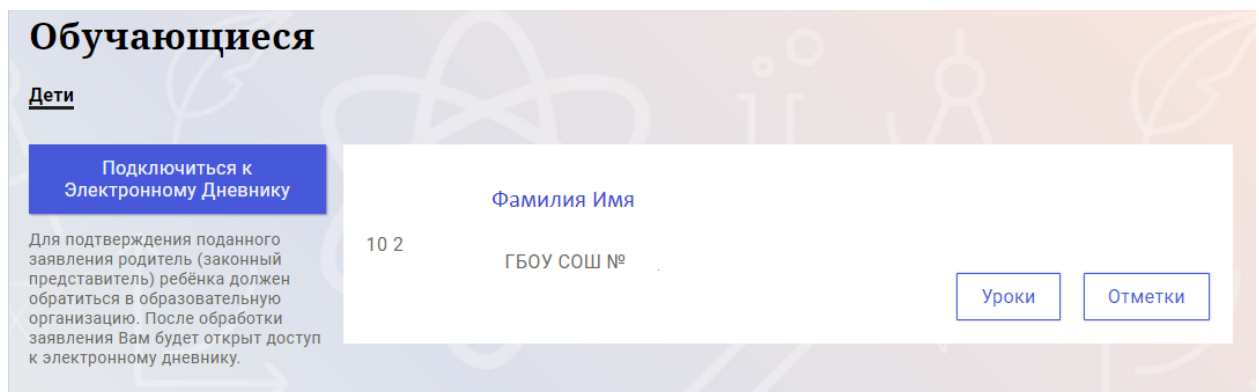 Обучающиеся
Дети
Подключиться к
Электронному Дневнику
Для подтверждения поданного
заявления родитель (законный
представитель) ребёнка должен
обратиться в образовательную
организацию. После обработки
заявления Вам будет открыт доступ
к электронному дневнику.
10 2
Фамилия Имя
ГБОУ СОШ №
Уроки
Отметки